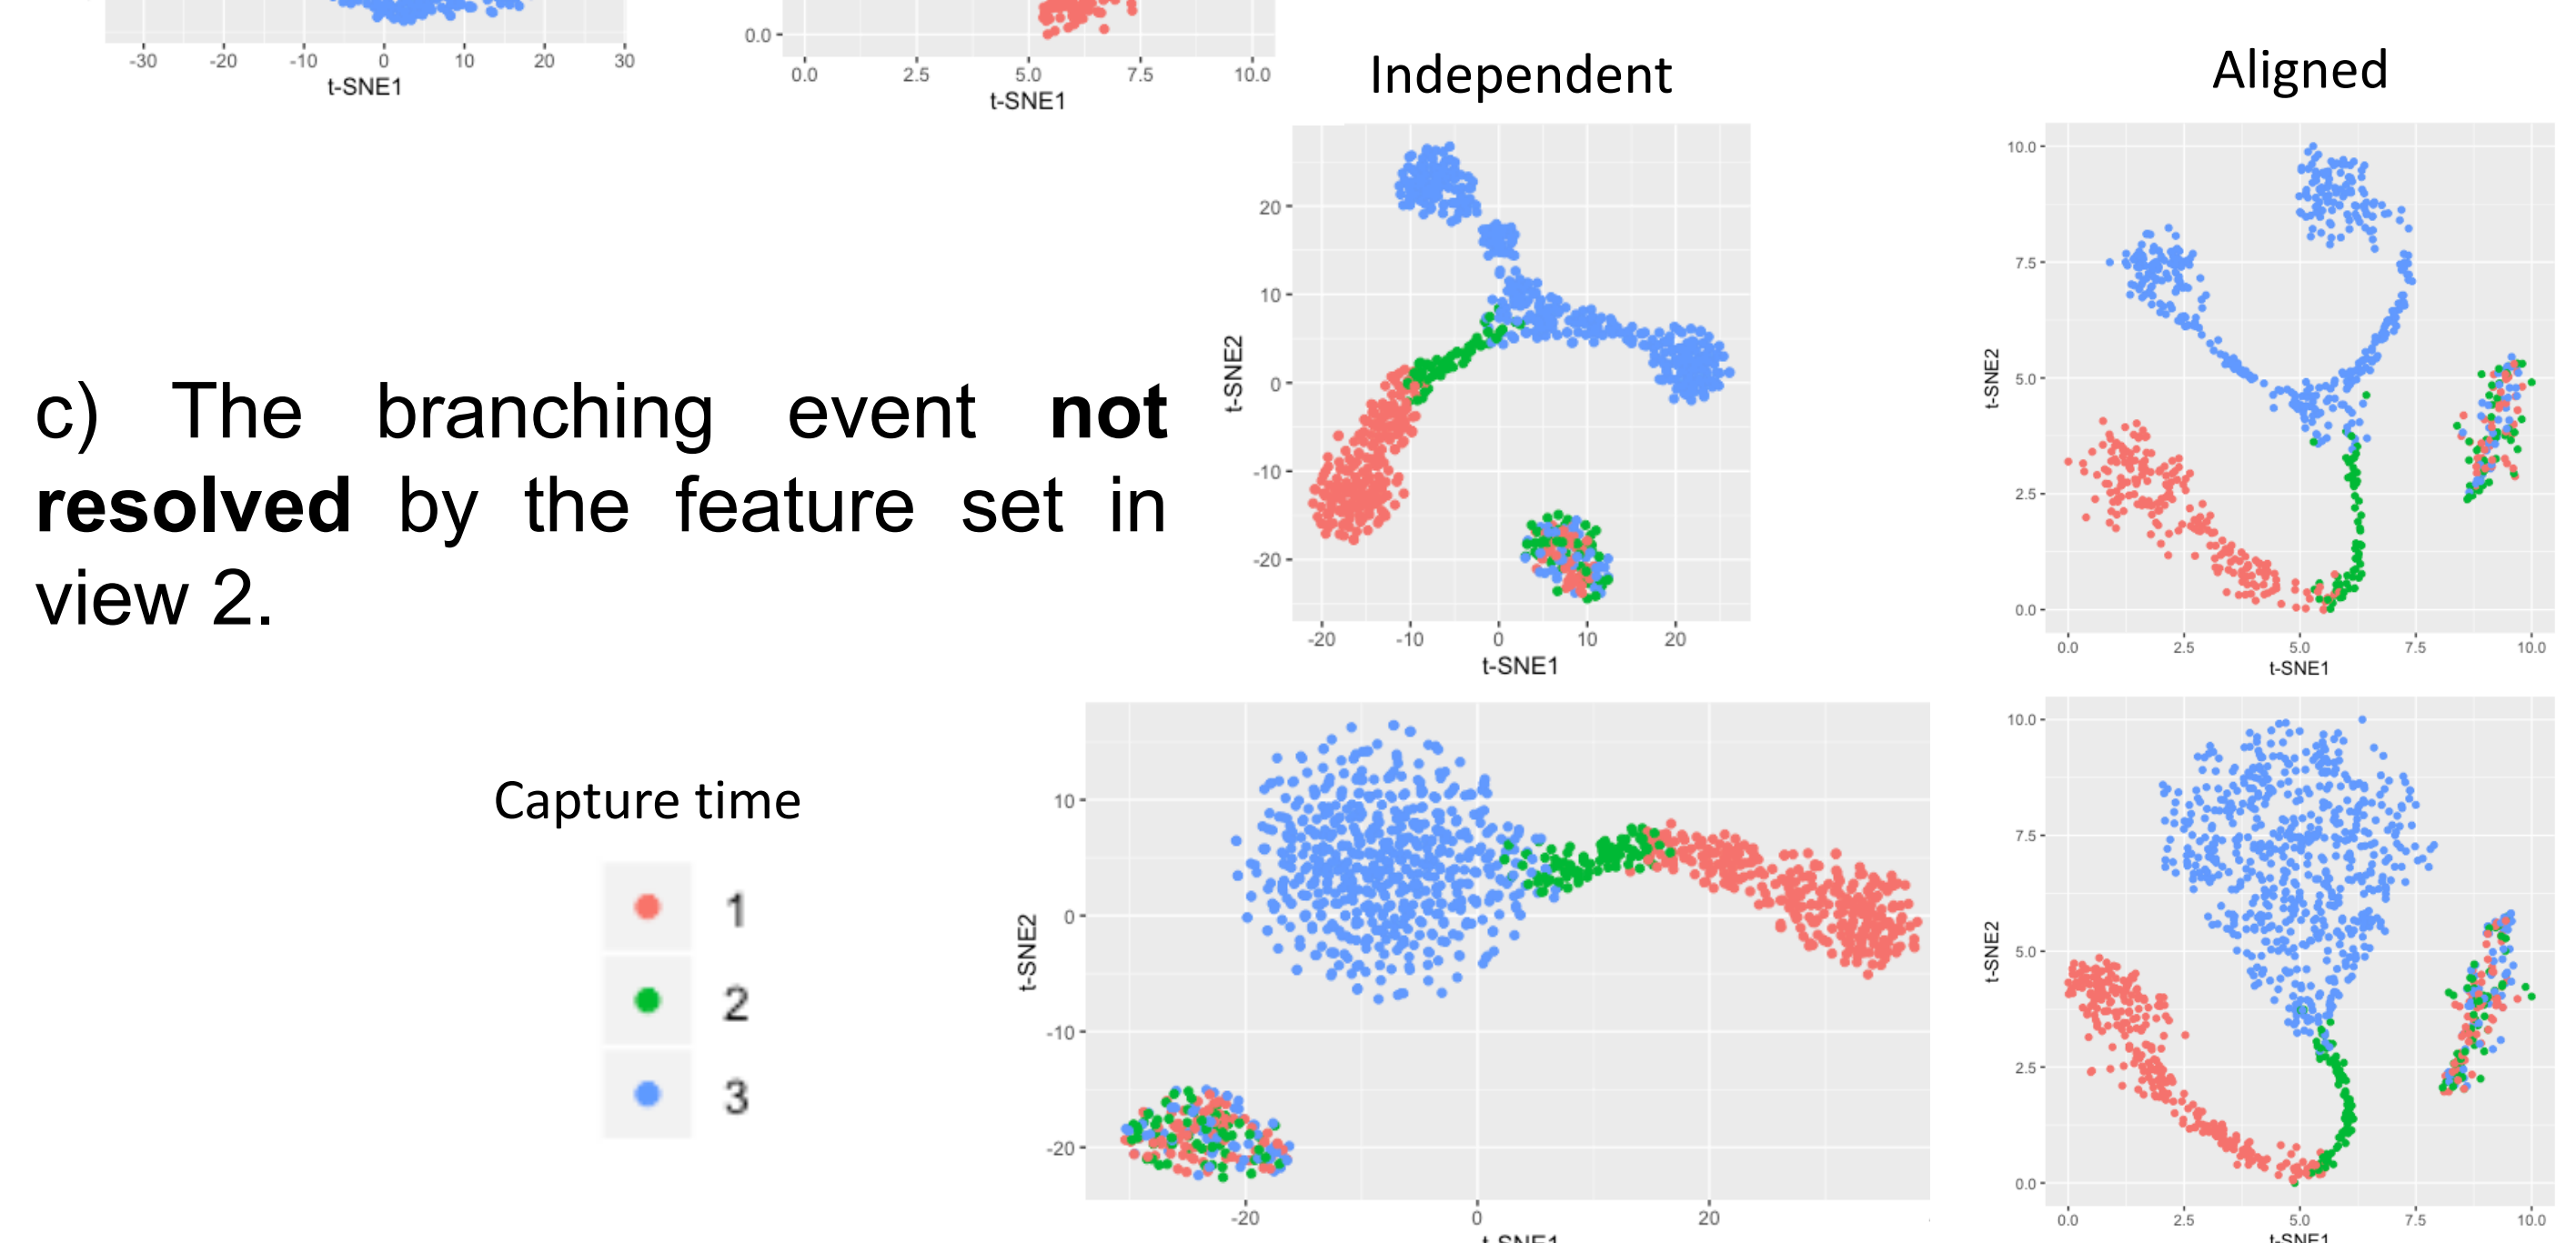 -30 -20 -10 0 10 20 30
t-SNE1
0.0
0.0 2.5 5.0 7.5 10.0
t-SNE1
Independent
Aligned
c) The branching event not
resolved by the feature set in
view 2.
t-SNE2
20
10
0
-10
-20
-20 -10 0 10 20
t-SNE1
t-SNE2
10.0
7.5
5.0
2.5
0.0
0.0 2.5 5.0 7.5 10.0
t-SNE1
Capture time
1
2
3
t-SNE2
10
0
-10
-20
-20 0 20
t-SNE1
t-SNE2
10.0
7.5
5.0
2.5
0.0
0.0 2.5 5.0 7.5 10.0
t-SNE1